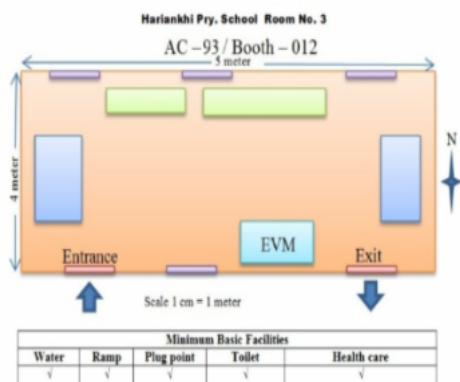 Hariankhi Pry. School Room No. 3
AC – 93 / Booth – 012
5 meter
4 meter
N
EVM
Entrance
Exit
Scale 1 cm = 1 meter
Minimum Basic Facilities
Water Ramp Plug point Toilet Health care
√ √ √ √ √